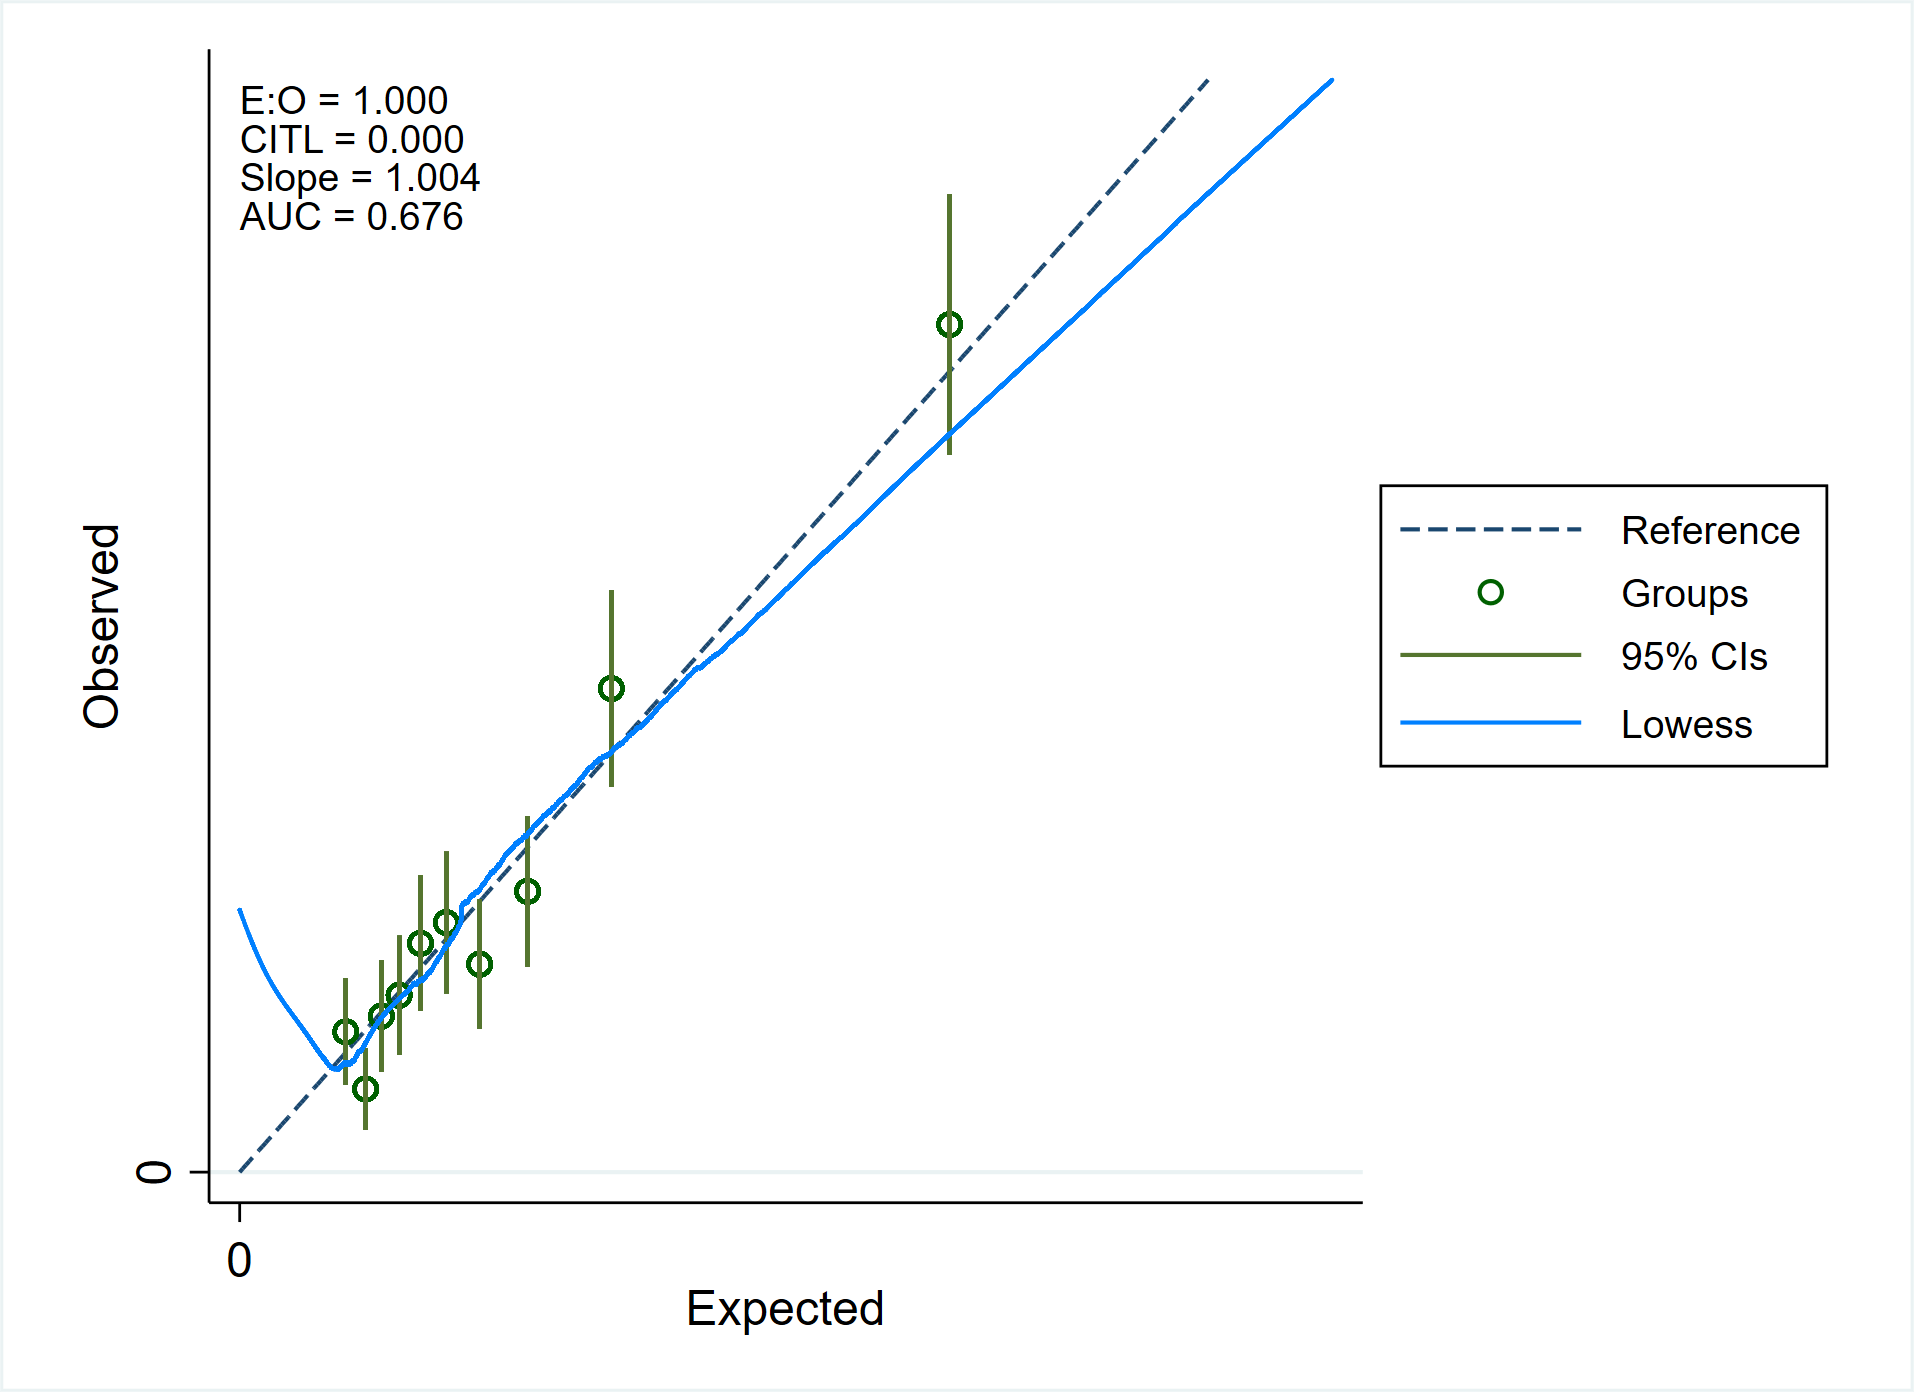 E:O = 1.000
CITL = 0.000
Slope = 1.004
AUC = 0.676
Observed
0
0
Expected
Reference
Groups
95% CIs
Lowess